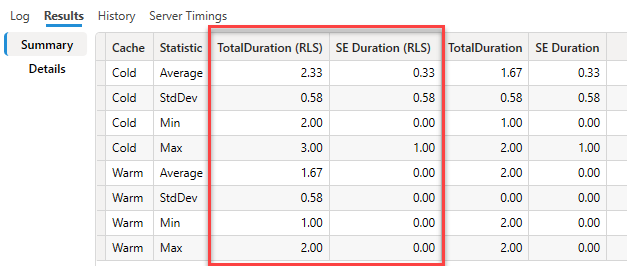 Log Results History Server Timings
Summary
Details
Cache Statistic TotalDuration (RLS) SE Duration (RLS) TotalDuration SE Duration
Cold Average 2.33 0.33 1.67 0.33
Cold StdDev 0.58 0.58 0.58 0.58
Cold Min 2.00 0.00 1.00 0.00
Cold Max 3.00 1.00 2.00 1.00
Warm Average 1.67 0.00 2.00 0.00
Warm StdDev 0.58 0.00 0.00 0.00
Warm Min 1.00 0.00 2.00 0.00
Warm Max 2.00 0.00 2.00 0.00